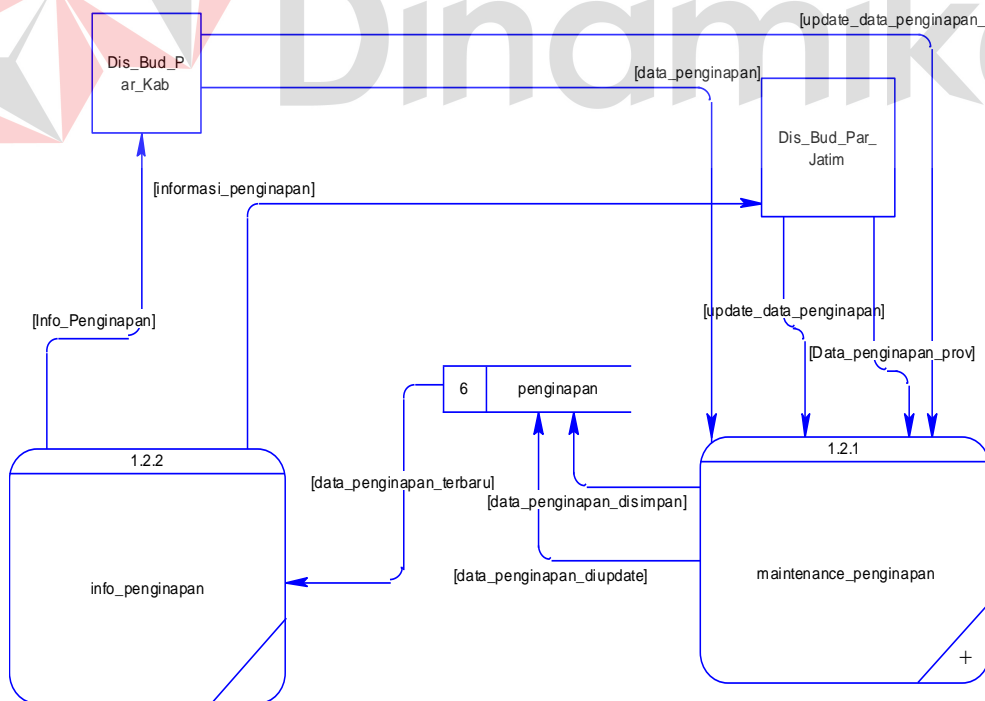 Dinamik
[update_data_penginapan_
Dis_Bud_P
ar_Kab
[data_penginapan]
Dis_Bud_Par_
Jatim
[informasi_penginapan]
[Info_Penginapan]
[update_data_penginapan]
[Data_penginapan_prov]
6
penginapan
1.2.2
1.2.1
[data_penginapan_terbaru]
[data_penginapan_disimpan]
[data_penginapan_diupdate]
maintenance_penginapan
info_penginapan
+